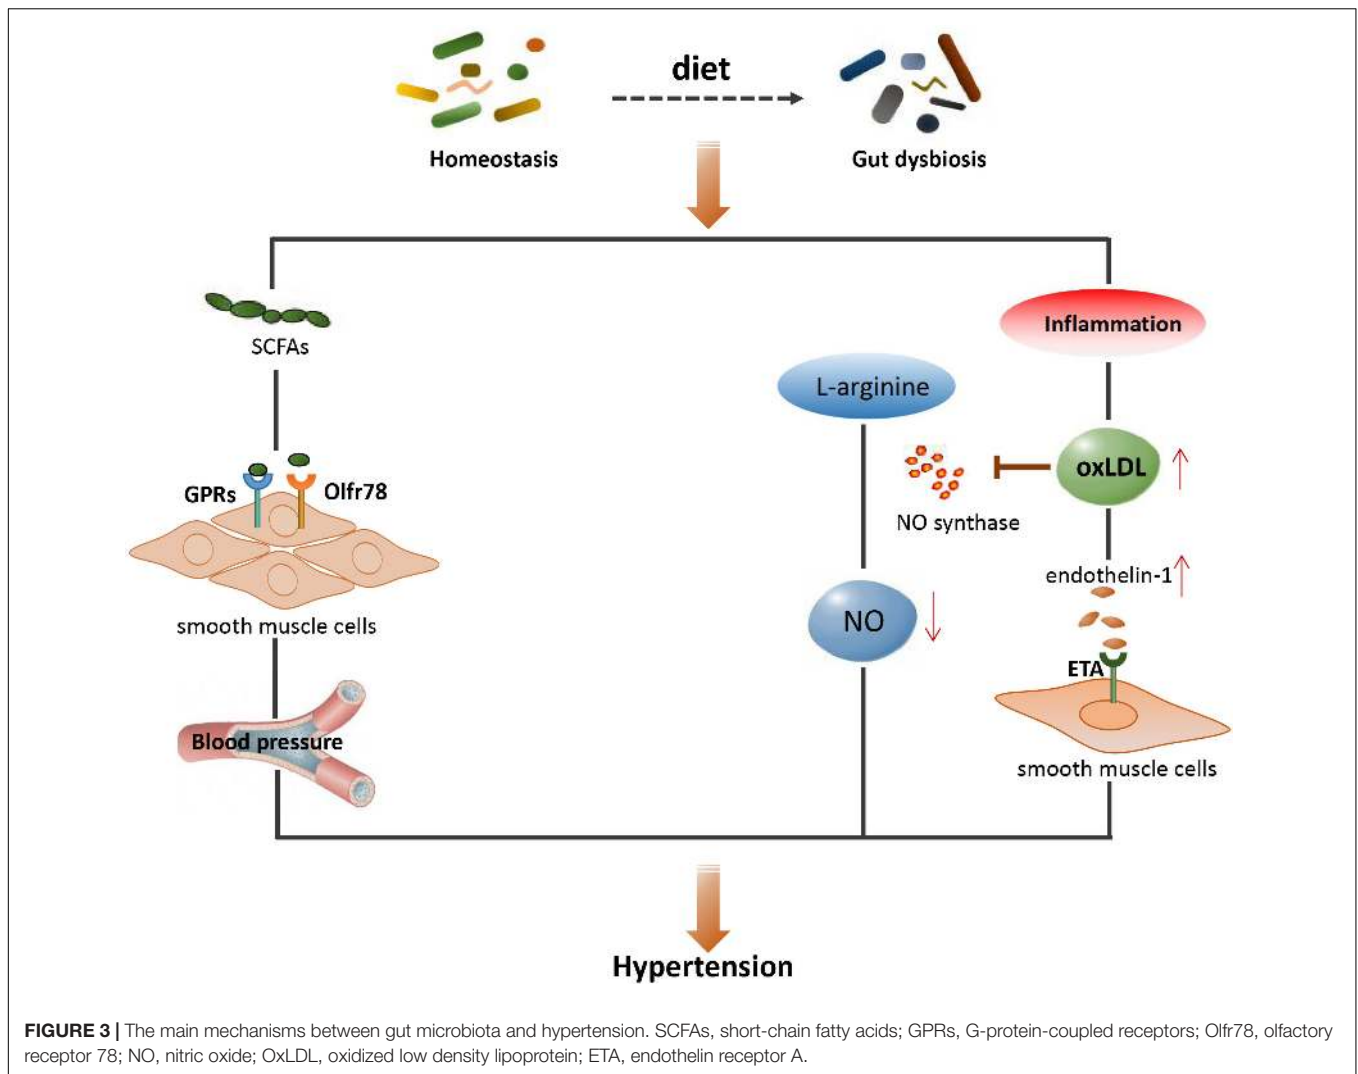 diet
Homeostasis
Gut dysbiosis
SCFAs
Inflammation
L-arginine
oxLDL
GPRs
Olfr78
NO synthase
endothelin-1
smooth muscle cells
NO
ETA
Blood pressure
smooth muscle cells
Hypertension
FIGURE 3 | The main mechanisms between gut microbiota and hypertension. SCFAs, short-chain fatty acids; GPRs, G-protein-coupled receptors; Olfr78, olfactory
receptor 78; NO, nitric oxide; OxLDL, oxidized low density lipoprotein; ETA, endothelin receptor A.